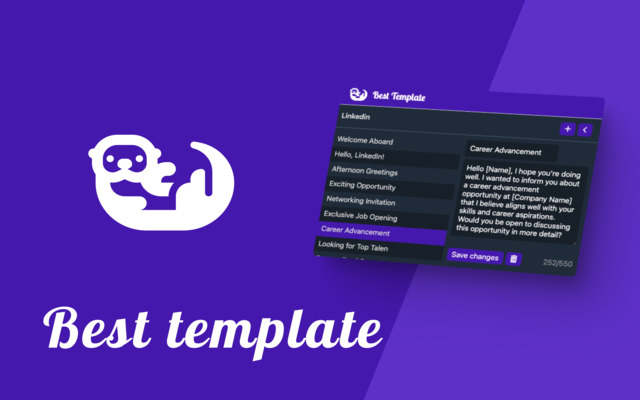 Best Template
Linkedin
Welcome Aboard
Hello, LinkedIn!
Afternoon Greetings
Exciting Opportunity
Networking Invitation
Exclusive Job Opening
Career Advancement
Looking for Top Talen
Career Advancement
Hello [Name], I hope you're doing
well. I wanted to inform you about
a career advancement
opportunity at [Company Name]
that I believe aligns well with your
skills and career aspirations.
Would you be open to discussing
this opportunity in more detail?
Save changes
252/550
Best template